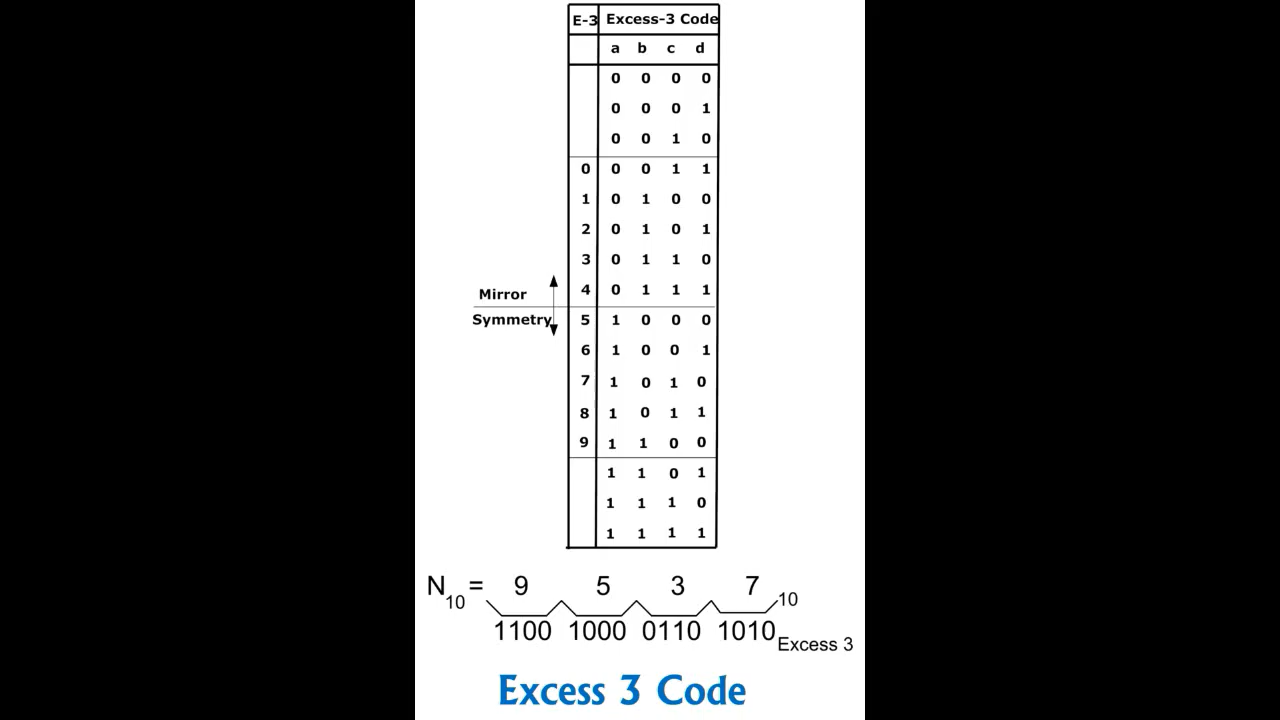 E-3 Excess-3 Code
a b c d
0 0 0 0
0 0 0 1
0 0 1 0
0 0 0 1 1
1 0 1 0 0
2 0 1 0 1
3 0 1 1 0
4 0 1 1 1
Mirror
Symmetry
5 1 0 0 0
6 1 0 0 1
7 1 0 1 0
8 1 0 1 1
9 1 1 0 0
1 1 0 1
1 1 1 0
1 1 1 1
N10 = 9 5 3 7 10
1100 1000 0110 1010 Excess 3
Excess 3 Code